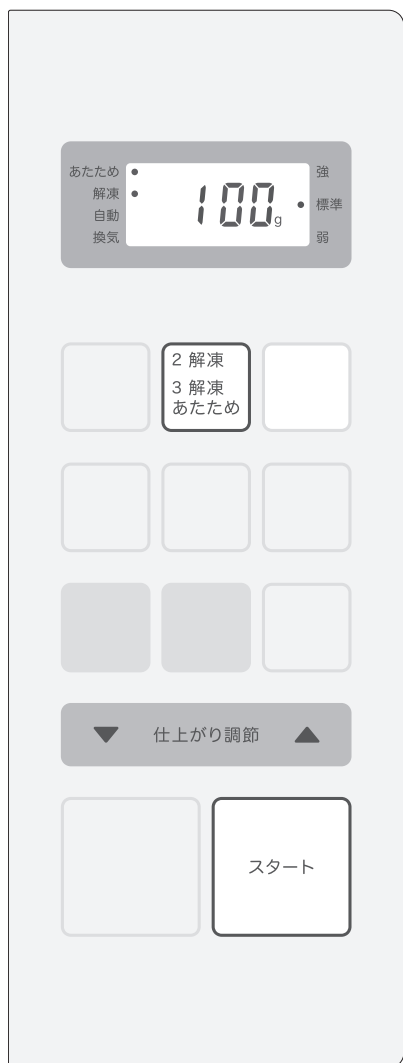 あたため
解凍
自動
換気
100g
強
標準
弱
2 解凍
3 解凍
あたため
▼ 仕上がり調節 ▲
スタート